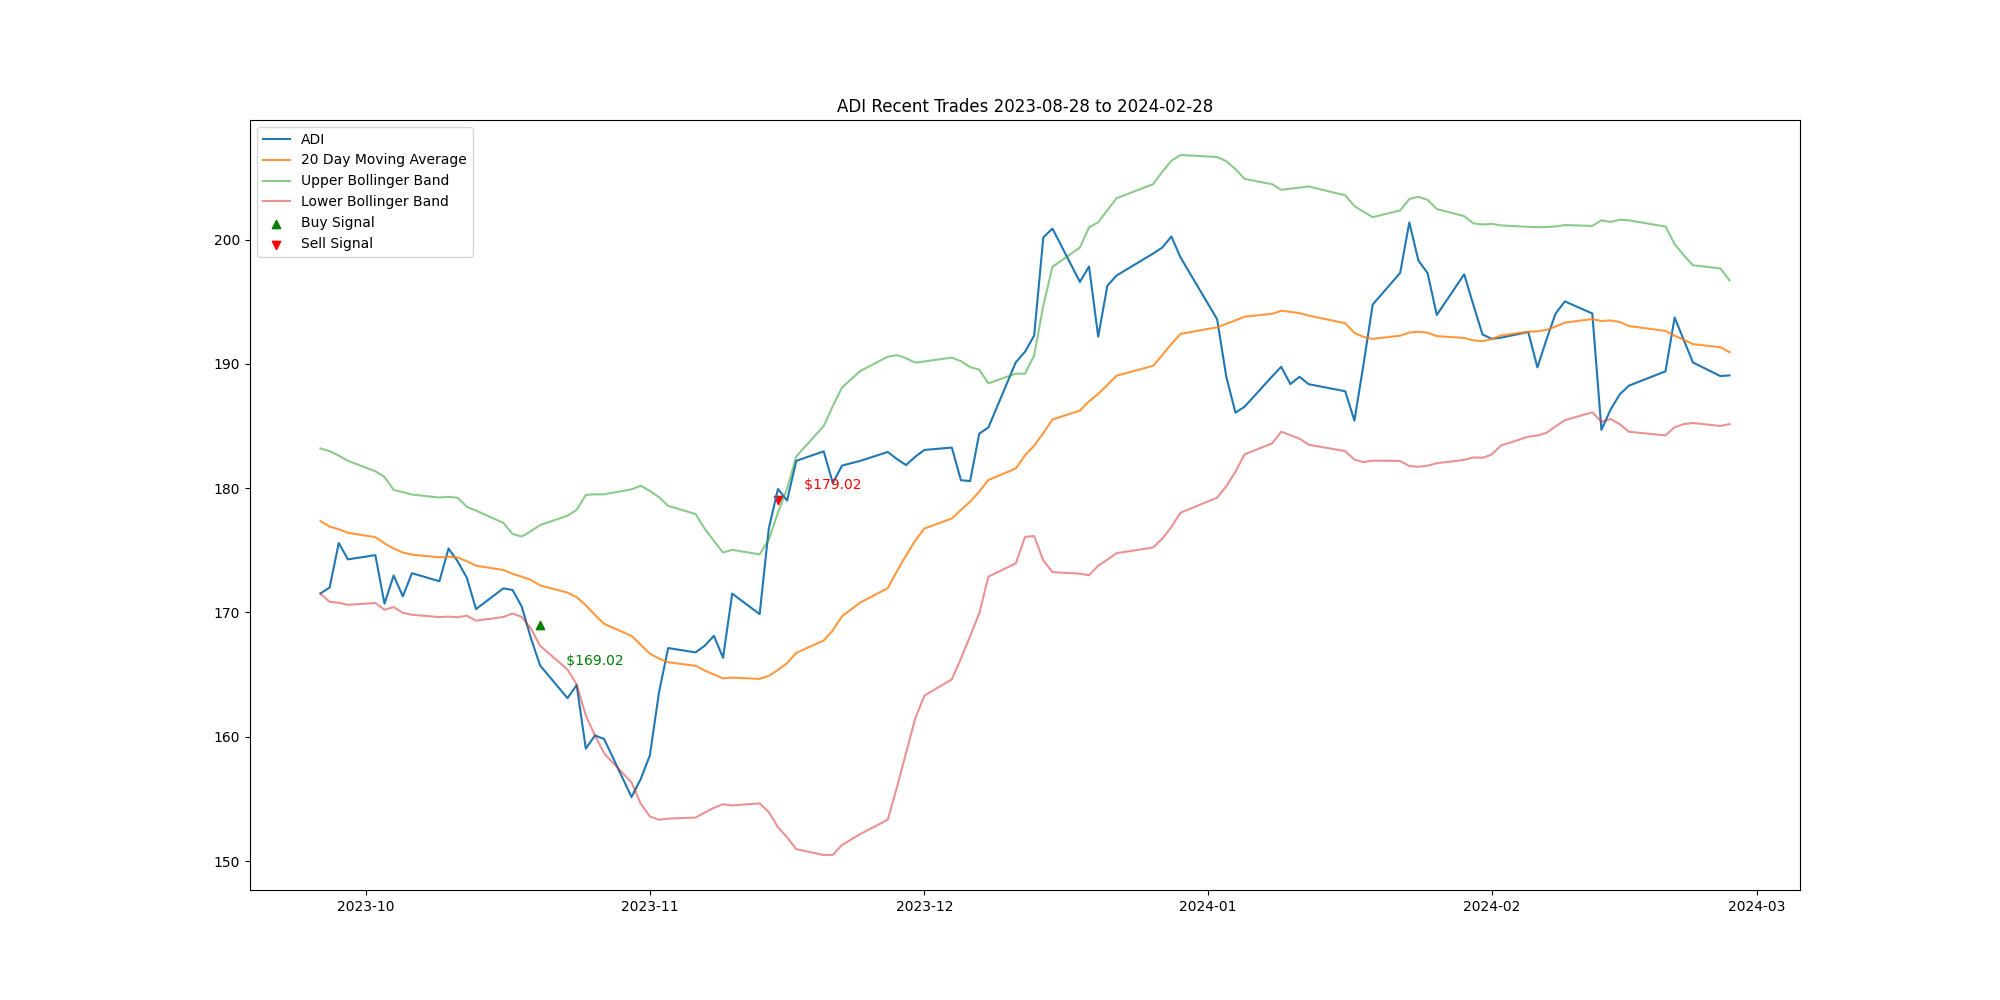 ADI Recent Trades 2023-08-28 to 2024-02-28
ADI
20 Day Moving Average
Upper Bollinger Band
Lower Bollinger Band
Buy Signal
Sell Signal
200
190
180
170
160
150
$179.02
$169.02
2023-10
2023-11
2023-12
2024-01
2024-02
2024-03